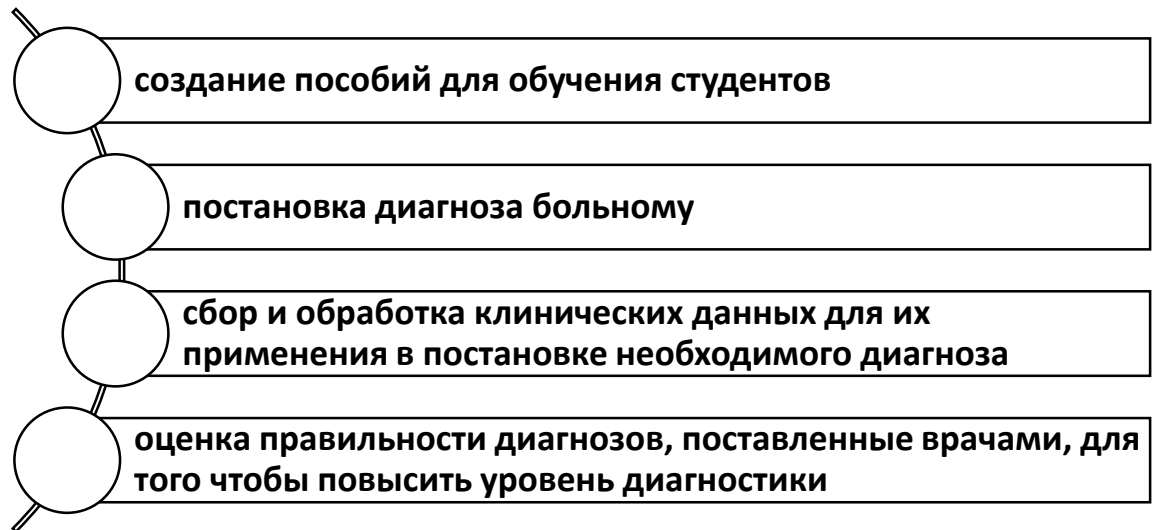 создание пособий для обучения студентов
постановка диагноза больному
сбор и обработка клинических данных для их
применения в постановке необходимого диагноза
оценка правильности диагнозов, поставленные врачами, для
того чтобы повысить уровень диагностики